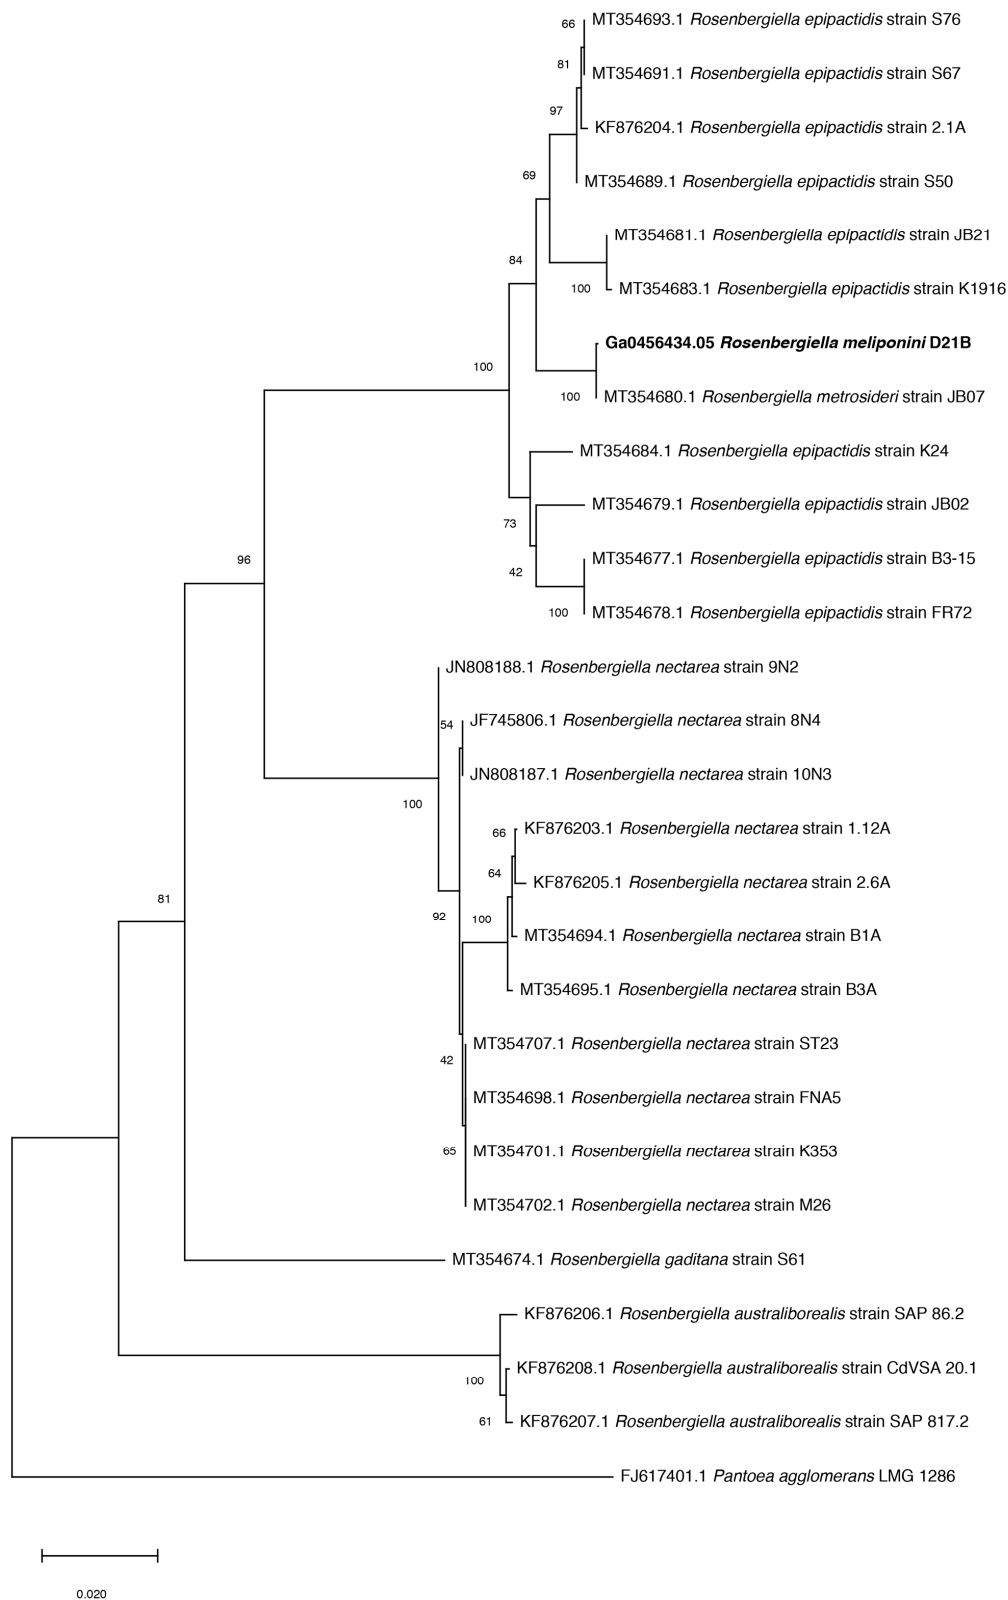 66
MT354693.1 Rosenbergiella epipactidis strain S76
81
MT354691.1 Rosenbergiella epipactidis strain S67
97
KF876204.1 Rosenbergiella epipactidis strain 2.1A
69
MT354689.1 Rosenbergiella epipactidis strain S50
MT354681.1 Rosenbergiella epipactidis strain JB21
84
100
MT354683.1 Rosenbergiella epipactidis strain K1916
Ga0456434.05 Rosenbergiella meliponini D21B
100
100
MT354680.1 Rosenbergiella metrosideri strain JB07
MT354684.1 Rosenbergiella epipactidis strain K24
MT354679.1 Rosenbergiella epipactidis strain JB02
73
MT354677.1 Rosenbergiella epipactidis strain B3-15
96
42
100
MT354678.1 Rosenbergiella epipactidis strain FR72
JN808188.1 Rosenbergiella nectarea strain 9N2
54
JF745806.1 Rosenbergiella nectarea strain 8N4
JN808187.1 Rosenbergiella nectarea strain 10N3
100
66
KF876203.1 Rosenbergiella nectarea strain 1.12A
64
KF876205.1 Rosenbergiella nectarea strain 2.6A
81
92
100
MT354694.1 Rosenbergiella nectarea strain B1A
MT354695.1 Rosenbergiella nectarea strain B3A
MT354707.1 Rosenbergiella nectarea strain ST23
42
MT354698.1 Rosenbergiella nectarea strain FNA5
65
MT354701.1 Rosenbergiella nectarea strain K353
MT354702.1 Rosenbergiella nectarea strain M26
MT354674.1 Rosenbergiella gaditana strain S61
KF876206.1 Rosenbergiella australiborealis strain SAP 86.2
KF876208.1 Rosenbergiella australiborealis strain CdVSA 20.1
100
61
KF876207.1 Rosenbergiella australiborealis strain SAP 817.2
FJ617401.1 Pantoea agglomerans LMG 1286
0.020